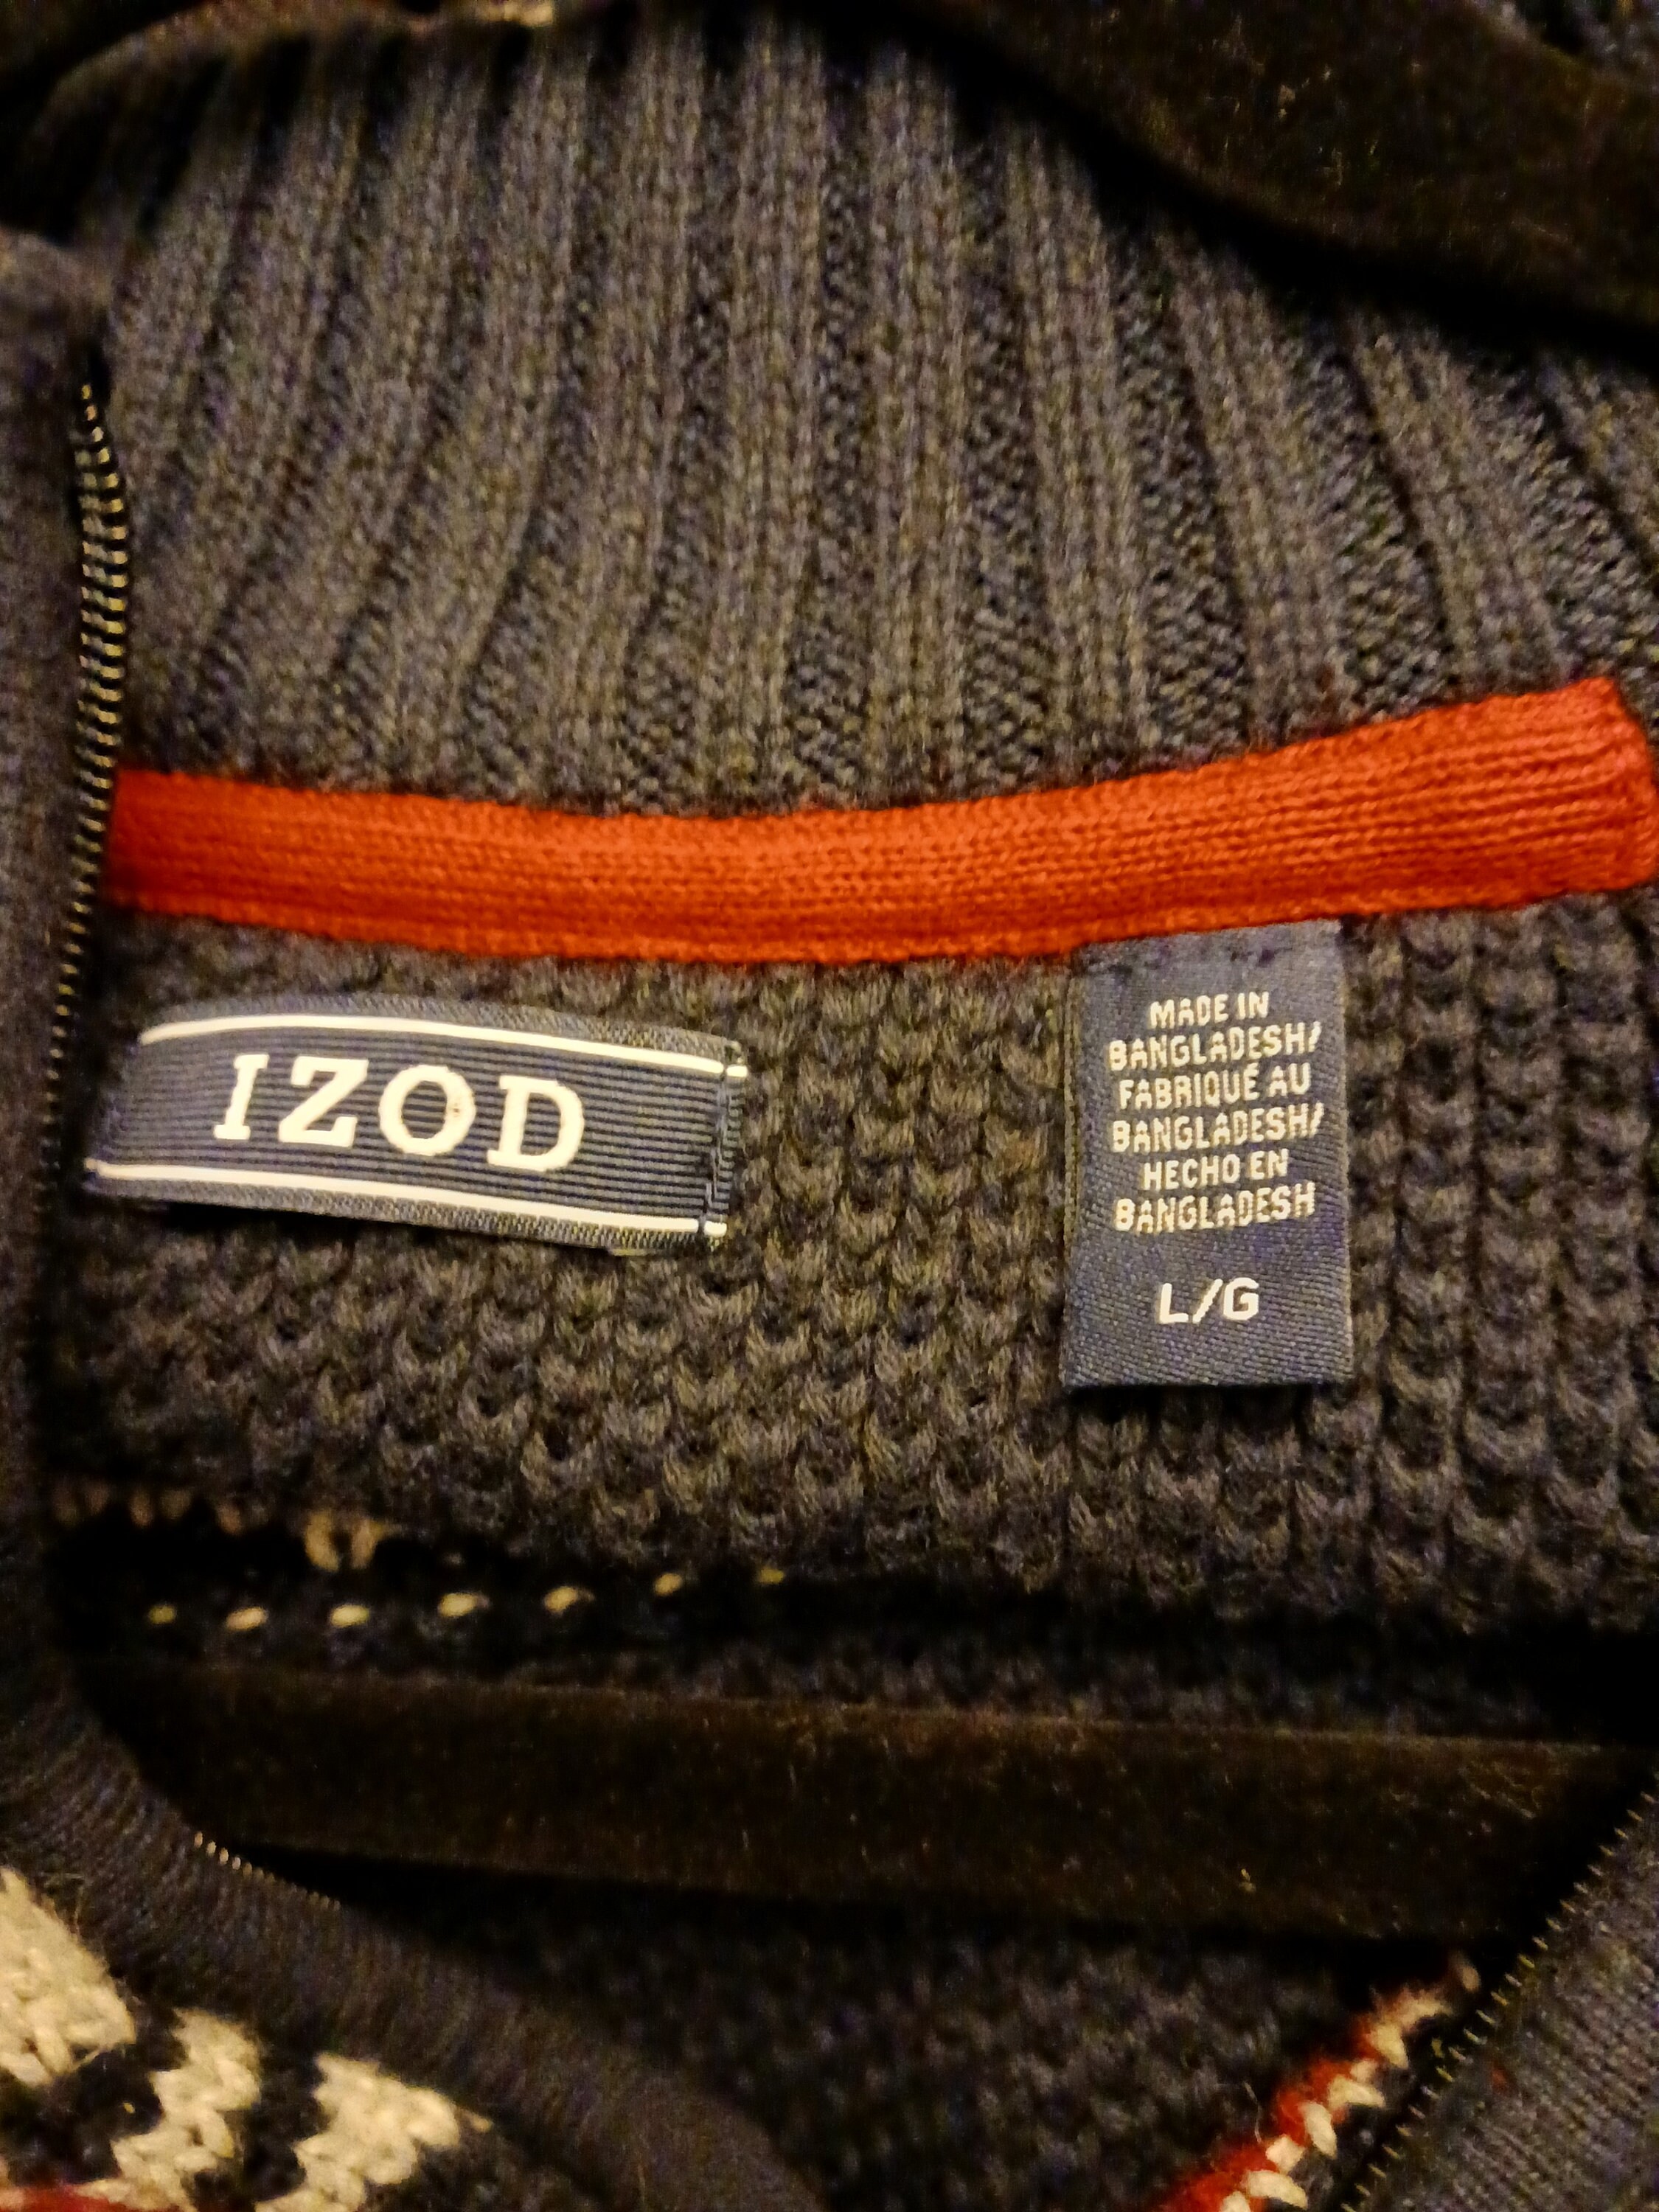 IZOD
MADE IN
BANGLADESH/
FABRIQUÉ AU
BANGLADESH/
HECHO EN
BANGLADESH
L/G